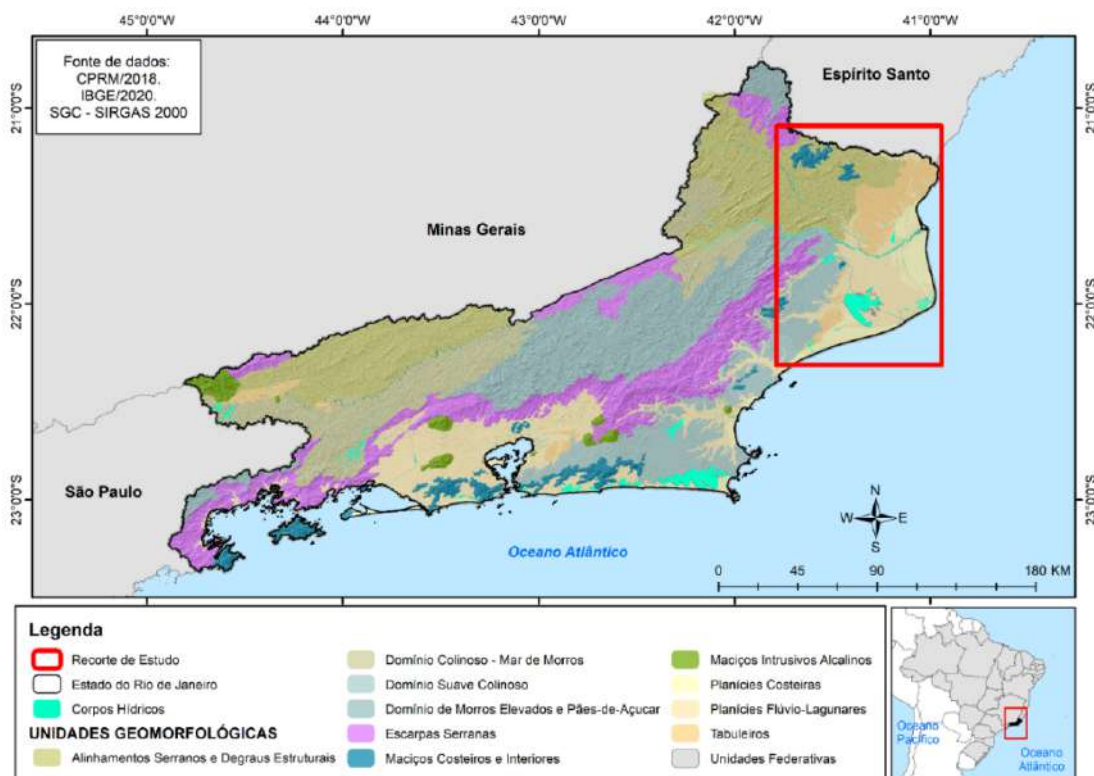 45°0'0"W 44°0'0"W 43°0'0"W 42°0'0"W 41°0'0"W
Fonte de dados:
CPRM/2018.
IBGE/2020.
SGC - SIRGAS 2000
Espírito Santo
21°0'0"S
21°0'0"S
Minas Gerais
22°0'0"S
22°0'0"S
São Paulo
23°0'0"S
23°0'0"S
N
W E
S
Oceano Atlântico
0 45 90 180 KM
Legenda
Recorte de Estudo
Estado do Rio de Janeiro
Corpos Hídricos
UNIDADES GEOMORFOLÓGICAS
Alinhamentos Serranos e Degraus Estruturais
Domínio Colinoso - Mar de Morros
Domínio Suave Colinoso
Domínio de Morros Elevados e Pães-de-Açucar
Escarpas Serranas
Maciços Costeiros e Interiores
Maciços Intrusivos Alcalinos
Planícies Costeiras
Planícies Flúvio-Lagunares
Tabuleiros
Unidades Federativas
Oceano
Pacífico
Oceano
Atlântico